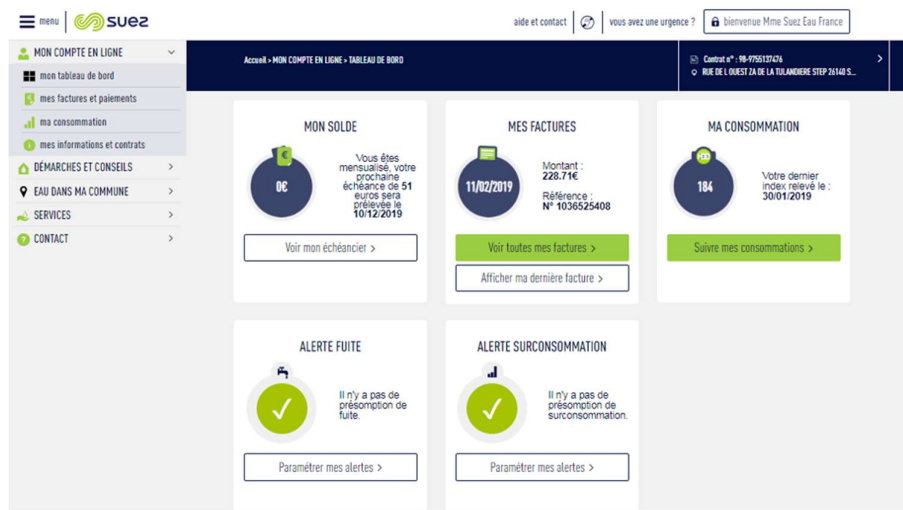 menu
suez
aide et contact
vous avez une urgence ?
bienvenue Mme Suez Eau France
MON COMPTE EN LIGNE
mon tableau de bord
mes factures et paiements
ma consommation
mes informations et contrats
DÉMARCHES ET CONSEILS
EAU DANS MA COMMUNE
SERVICES
CONTACT
Accueil > MON COMPTE EN LIGNE > TABLEAU DE BORD
Contrat n° : 98-9755137476
RUE DE L OUEST ZA DE LA TULANDIERE STEP 26140 S...
MON SOLDE
0€
Vous êtes
mensualisé, votre
prochaine
échéance de 51
euros sera
prélevée le
10/12/2019
Voir mon échéancier >
MES FACTURES
11/02/2019
Montant :
228.71€
Référence :
N° 1036525408
Voir toutes mes factures >
Afficher ma dernière facture >
MA CONSOMMATION
184
Votre dernier
index relevé le :
30/01/2019
Suivre mes consommations >
ALERTE FUITE
Il n'y a pas de
présomption de
fuite.
Paramétrer mes alertes >
ALERTE SURCONSOMMATION
Il n'y a pas de
présomption de
surconsommation.
Paramétrer mes alertes >